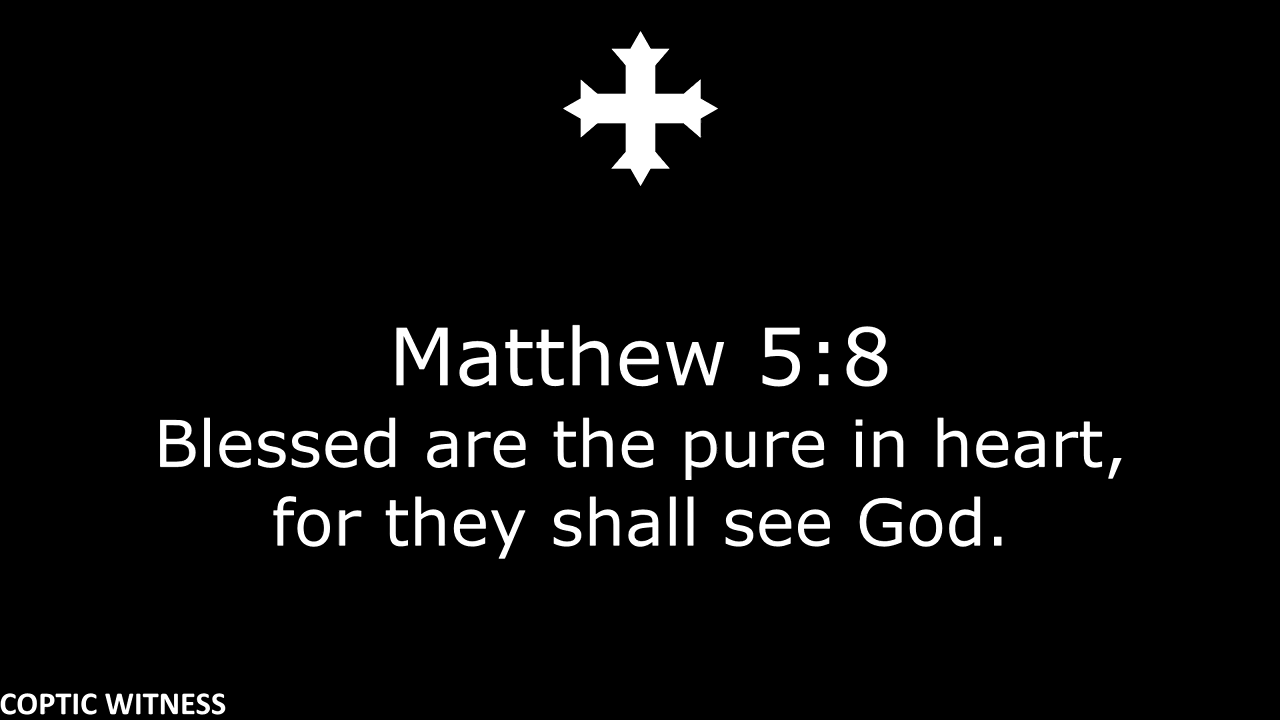 Matthew 5:8
Blessed are the pure in heart,
for they shall see God.
COPTIC WITNESS